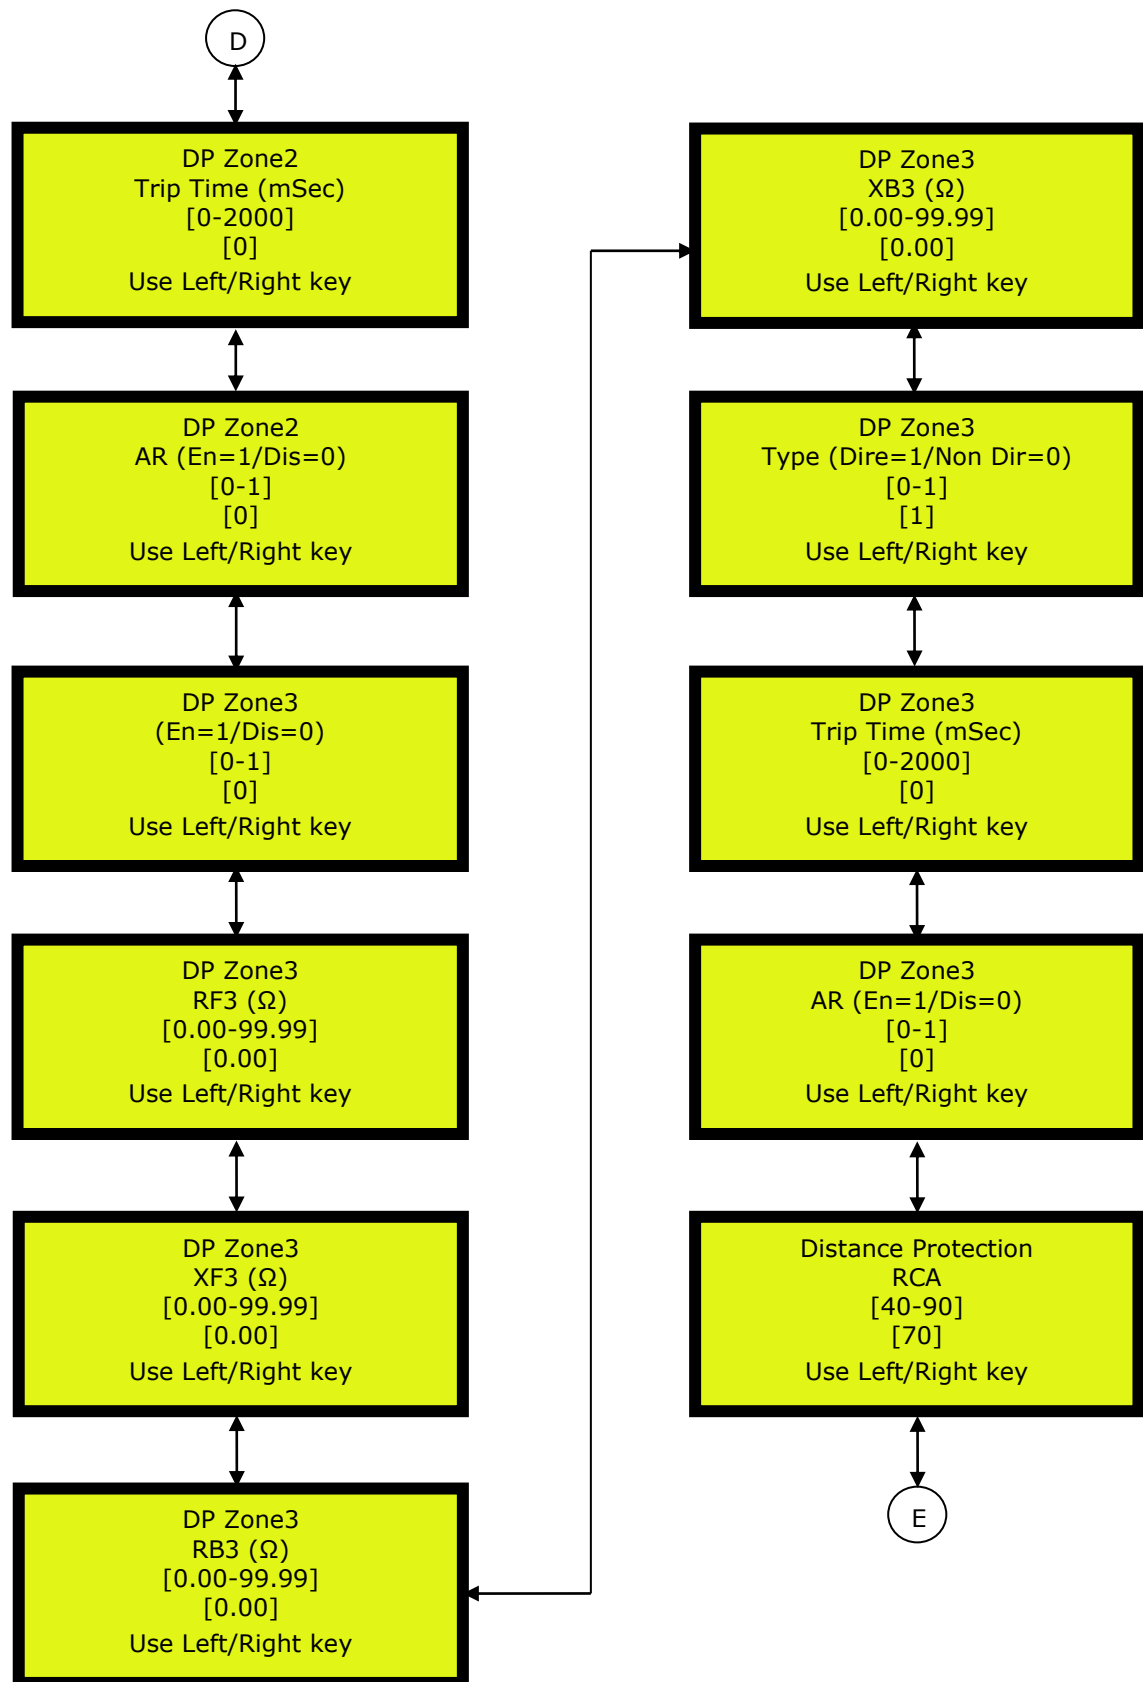 D
DP Zone2
Trip Time (mSec)
[0-2000]
[0]
Use Left/Right key
DP Zone2
AR (En=1/Dis=0)
[0-1]
[0]
Use Left/Right key
DP Zone3
(En=1/Dis=0)
[0-1]
[0]
Use Left/Right key
DP Zone3
RF3 (Ω)
[0.00-99.99]
[0.00]
Use Left/Right key
DP Zone3
XF3 (Ω)
[0.00-99.99]
[0.00]
Use Left/Right key
DP Zone3
RB3 (Ω)
[0.00-99.99]
[0.00]
Use Left/Right key
DP Zone3
XB3 (Ω)
[0.00-99.99]
[0.00]
Use Left/Right key
DP Zone3
Type (Dire=1/Non Dir=0)
[0-1]
[1]
Use Left/Right key
DP Zone3
Trip Time (mSec)
[0-2000]
[0]
Use Left/Right key
DP Zone3
AR (En=1/Dis=0)
[0-1]
[0]
Use Left/Right key
Distance Protection
RCA
[40-90]
[70]
Use Left/Right key
E